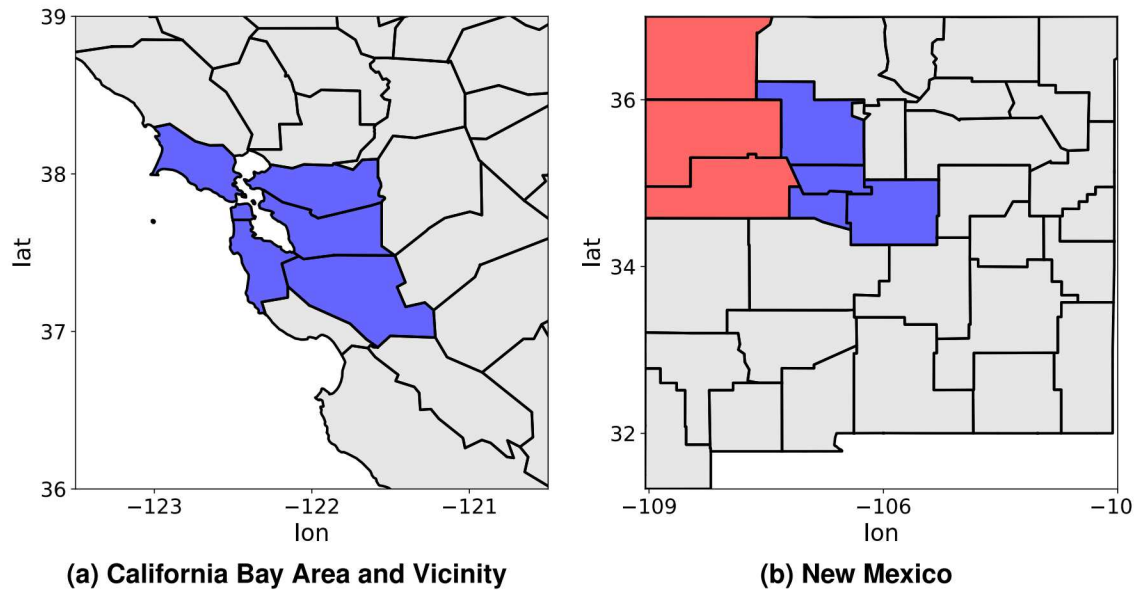 39
38
37
36
lat
−123
−122
−121
lon
(a) California Bay Area and Vicinity
36
34
32
lat
−109
−106
−10
lon
(b) New Mexico